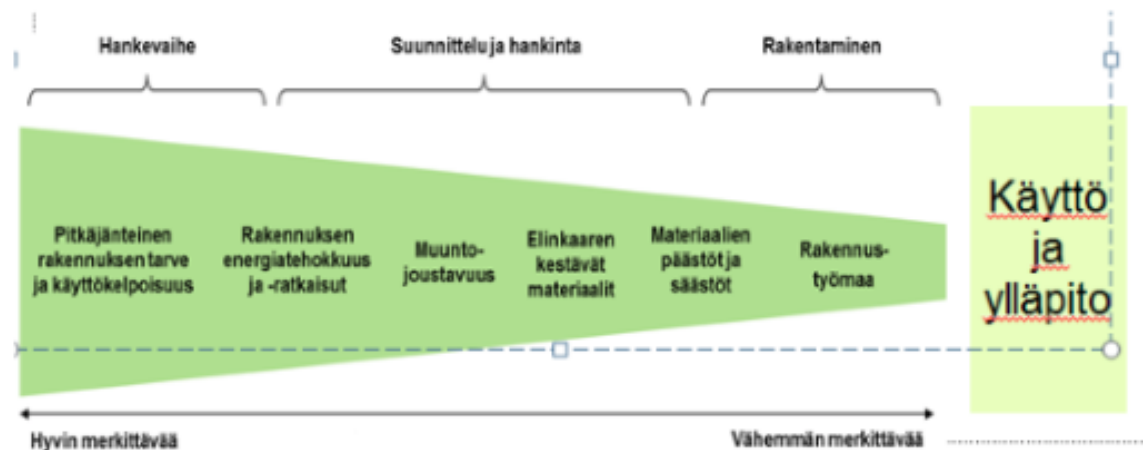 Hankevaihe
Suunnittelu ja hankinta
Rakentaminen
Pitkäjänteinen
rakennuksen tarve
ja käyttökelpoisuus
Rakennuksen
energiatehokkuus
ja -ratkaisut
Muunto-
joustavuus
Elinkaaren
kestävät
materiaalit
Materiaalien
päästöt ja
säästöt
Rakennus-
työmaa
Käyttö
ja
ylläpito
Hyvin merkittävää
Vähemmän merkittävää